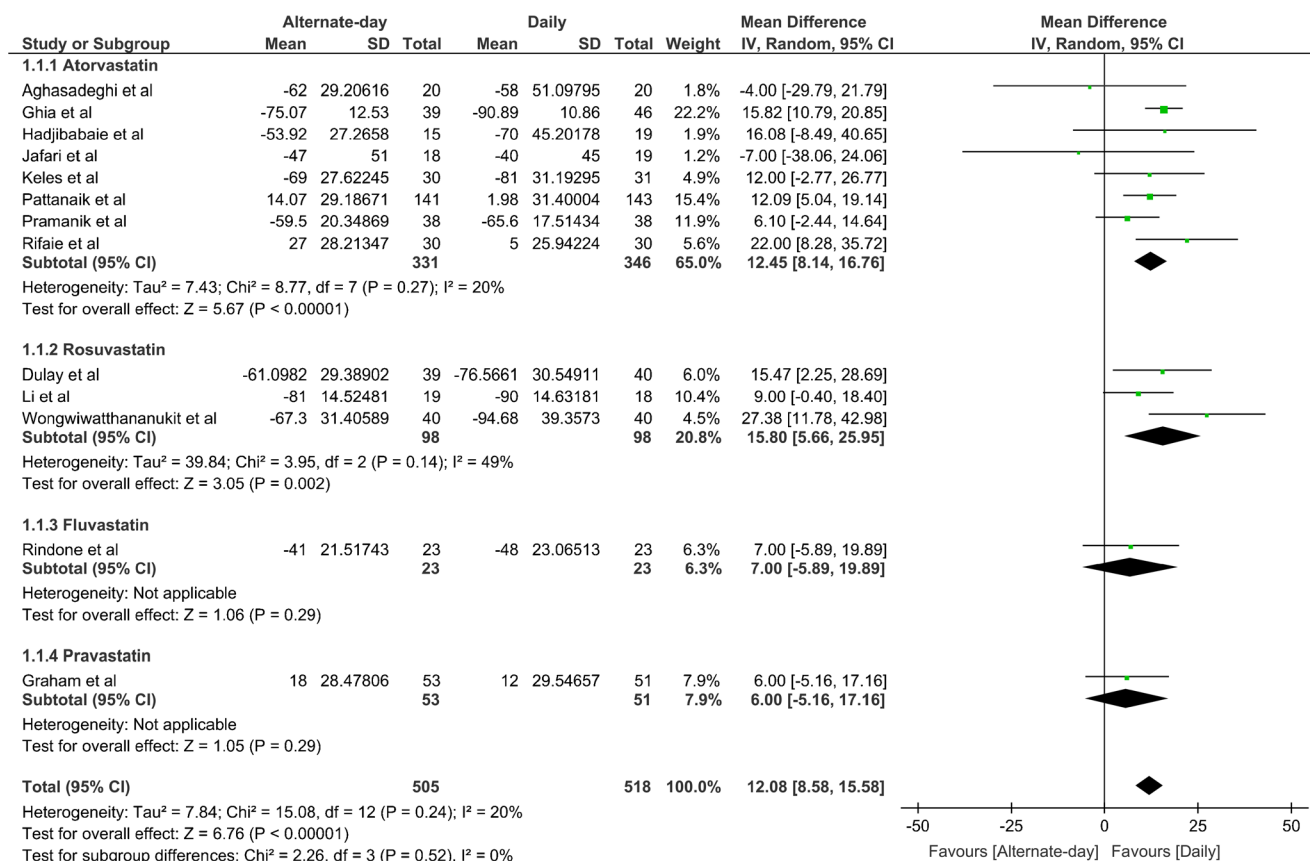 Alternate-day Daily Mean Difference Mean Difference
Study or Subgroup Mean SD Total Mean SD Total Weight IV, Random, 95% CI IV, Random, 95% CI
1.1.1 Atorvastatin
Aghasadeghi et al -62 29.20616 20 -58 51.09795 20 1.8% -4.00 [-29.79, 21.79]
Ghia et al -75.07 12.53 39 -90.89 10.86 46 22.2% 15.82 [10.79, 20.85]
Hadjibabaie et al -53.92 27.2658 15 -70 45.20178 19 1.9% 16.08 [-8.49, 40.65]
Jafari et al -47 51 18 -40 45 19 1.2% -7.00 [-38.06, 24.06]
Keles et al -69 27.62245 30 -81 31.19295 31 4.9% 12.00 [-2.77, 26.77]
Pattanaik et al 14.07 29.18671 141 1.98 31.40004 143 15.4% 12.09 [5.04, 19.14]
Pramanik et al -59.5 20.34869 38 -65.6 17.51434 38 11.9% 6.10 [-2.44, 14.64]
Rifaie et al 27 28.21347 30 5 25.94224 30 5.6% 22.00 [8.28, 35.72]
Subtotal (95% CI) 331 346 65.0% 12.45 [8.14, 16.76]
Heterogeneity: Tau² = 7.43; Chi² = 8.77, df = 7 (P = 0.27); I² = 20%
Test for overall effect: Z = 5.67 (P < 0.00001)
1.1.2 Rosuvastatin
Dulay et al -61.0982 29.38902 39 -76.5661 30.54911 40 6.0% 15.47 [2.25, 28.69]
Li et al -81 14.52481 19 -90 14.63181 18 10.4% 9.00 [-0.40, 18.40]
Wongwiwatthananukit et al -67.3 31.40589 40 -94.68 39.3573 40 4.5% 27.38 [11.78, 42.98]
Subtotal (95% CI) 98 98 20.8% 15.80 [5.66, 25.95]
Heterogeneity: Tau² = 39.84; Chi² = 3.95, df = 2 (P = 0.14); I² = 49%
Test for overall effect: Z = 3.05 (P = 0.002)
1.1.3 Fluvastatin
Rindone et al -41 21.51743 23 -48 23.06513 23 6.3% 7.00 [-5.89, 19.89]
Subtotal (95% CI) 23 23 6.3% 7.00 [-5.89, 19.89]
Heterogeneity: Not applicable
Test for overall effect: Z = 1.06 (P = 0.29)
1.1.4 Pravastatin
Graham et al 18 28.47806 53 12 29.54657 51 7.9% 6.00 [-5.16, 17.16]
Subtotal (95% CI) 53 51 7.9% 6.00 [-5.16, 17.16]
Heterogeneity: Not applicable
Test for overall effect: Z = 1.05 (P = 0.29)
Total (95% CI) 505 518 100.0% 12.08 [8.58, 15.58]
Heterogeneity: Tau² = 7.84; Chi² = 15.08, df = 12 (P = 0.24); I² = 20%
Test for overall effect: Z = 6.76 (P < 0.00001)
Test for subgroup differences: Chi² = 2.26, df = 3 (P = 0.52), I² = 0%
-50 -25 0 25 50
Favours [Alternate-day] Favours [Daily]